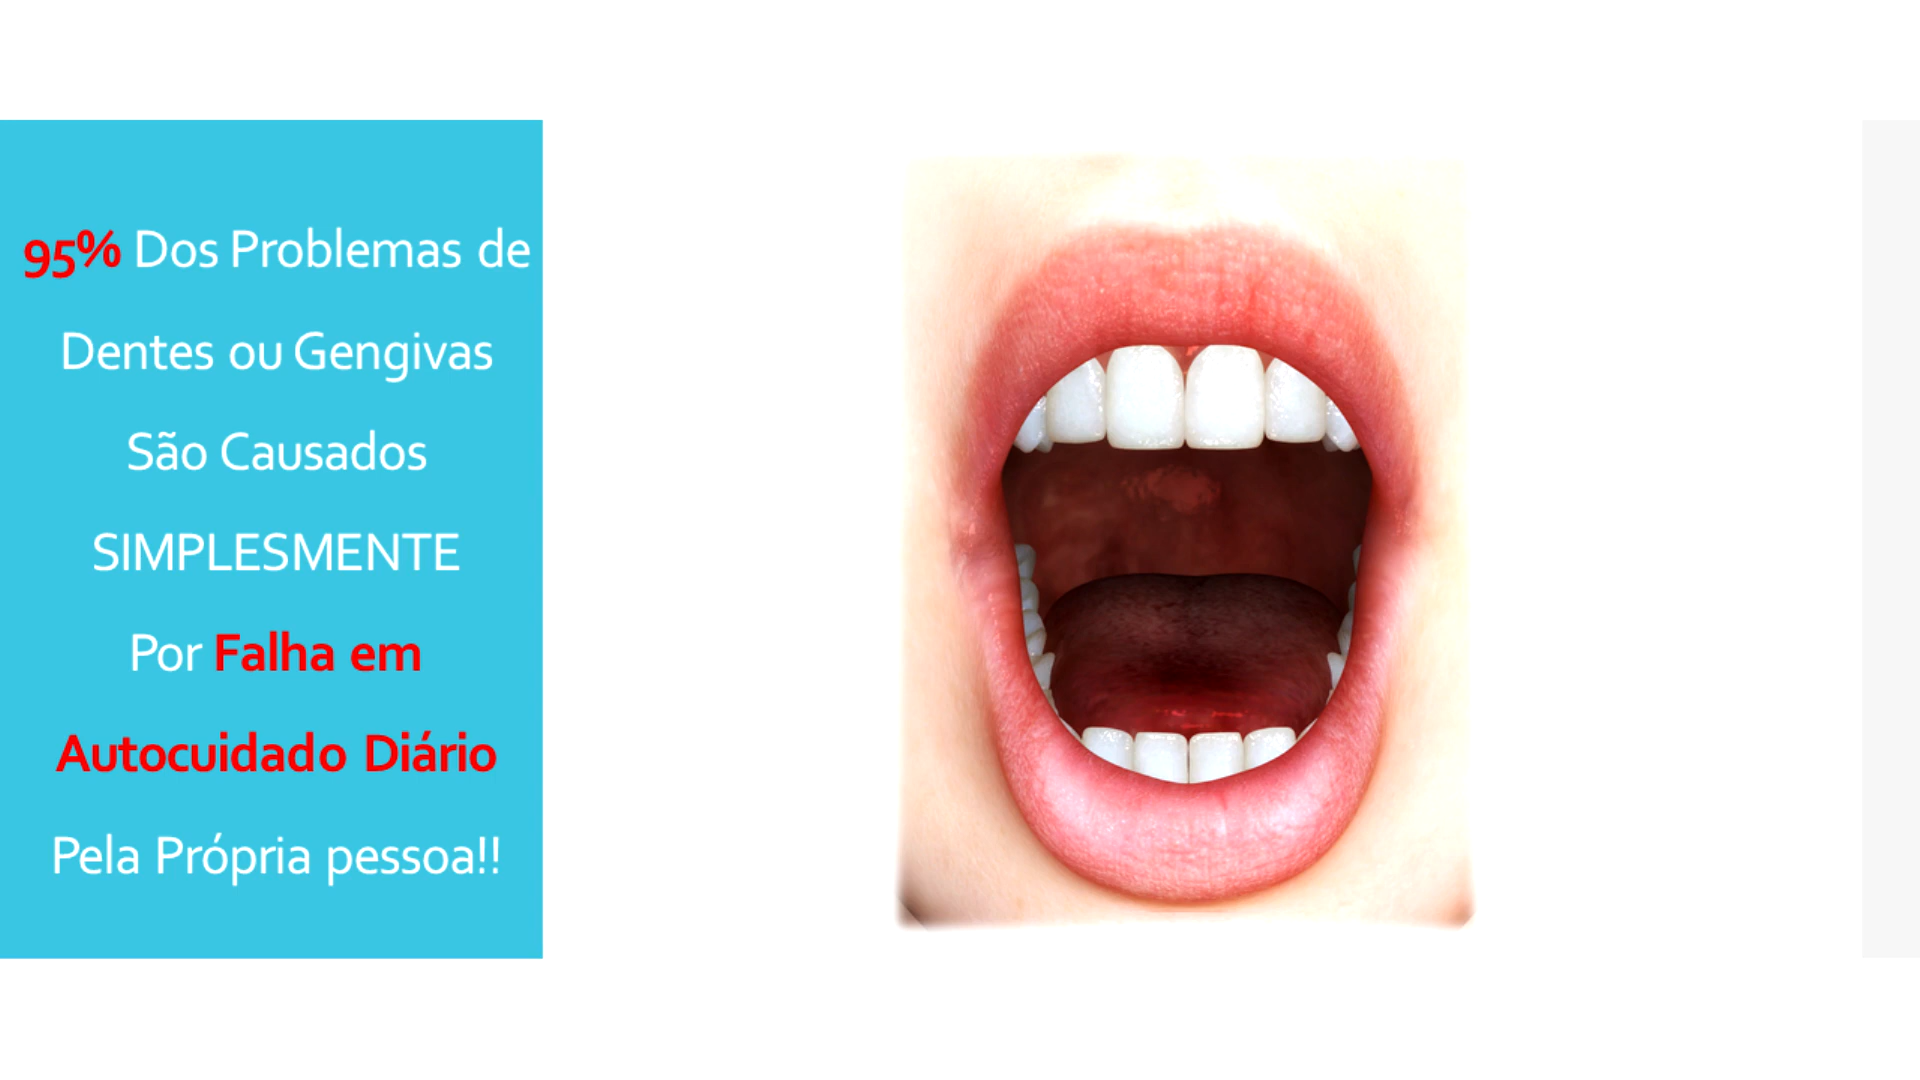 95% Dos Problemas de
Dentes ou Gengivas
São Causados
SIMPLESMENTE
Por Falha em
Autocuidado Diário
Pela Própria pessoa!!